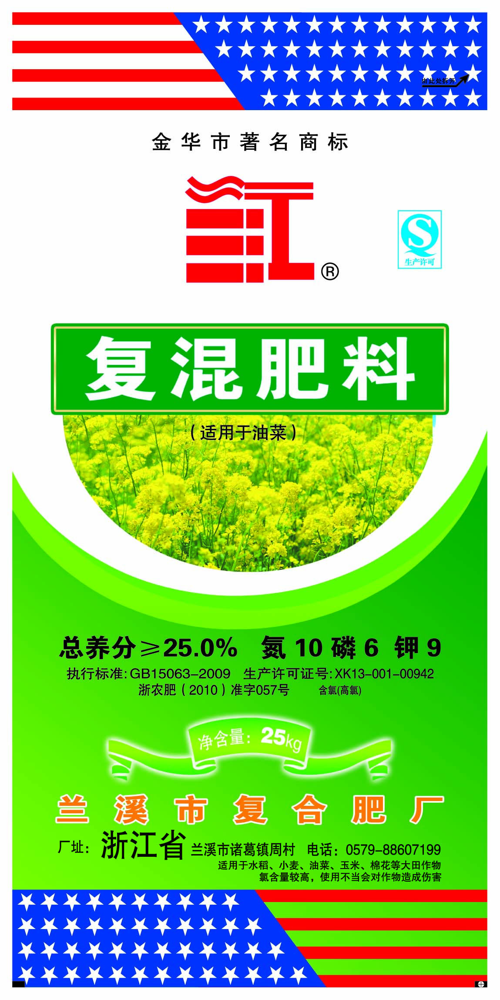 由此处拆开
金华市著名商标
®
生产许可
复混肥料
（适用于油菜）
总养分≥25.0% 氮10磷6 钾9
执行标准:GB15063-2009 生产许可证号:XK13-001-00942
浙农肥（2010）准字057号 含氯(高氯)
净含量：25kg
兰溪市复合肥厂
厂址：浙江省兰溪市诸葛镇周村 电话：0579-88607199
适用于水稻、小麦、油菜、玉米、棉花等大田作物
氯含量较高，使用不当会对作物造成伤害